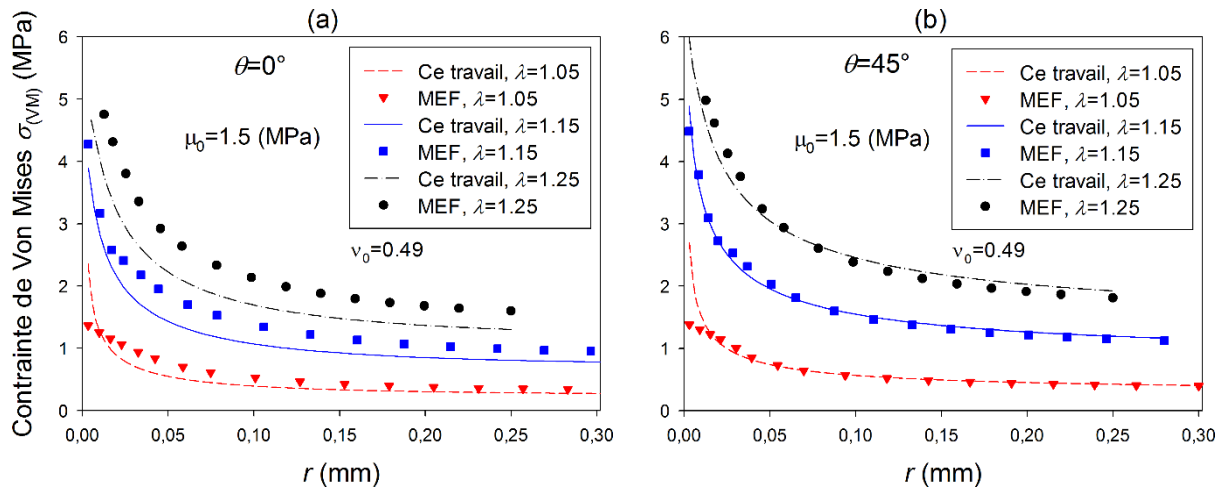 (a)
Contrainte de Von Mises σ(VM) (MPa)
6
5
4
3
2
1
0
θ=0°
μ0=1.5 (MPa)
Ce travail, λ=1.05
MEF, λ=1.05
Ce travail, λ=1.15
MEF, λ=1.15
Ce travail, λ=1.25
MEF, λ=1.25
ν0=0.49
0,00 0,05 0,10 0,15 0,20 0,25 0,30
r (mm)
(b)
6
5
4
3
2
1
0
θ=45°
μ0=1.5 (MPa)
Ce travail, λ=1.05
MEF, λ=1.05
Ce travail, λ=1.15
MEF, λ=1.15
Ce travail, λ=1.25
MEF, λ=1.25
ν0=0.49
0,00 0,05 0,10 0,15 0,20 0,25 0,30
r (mm)